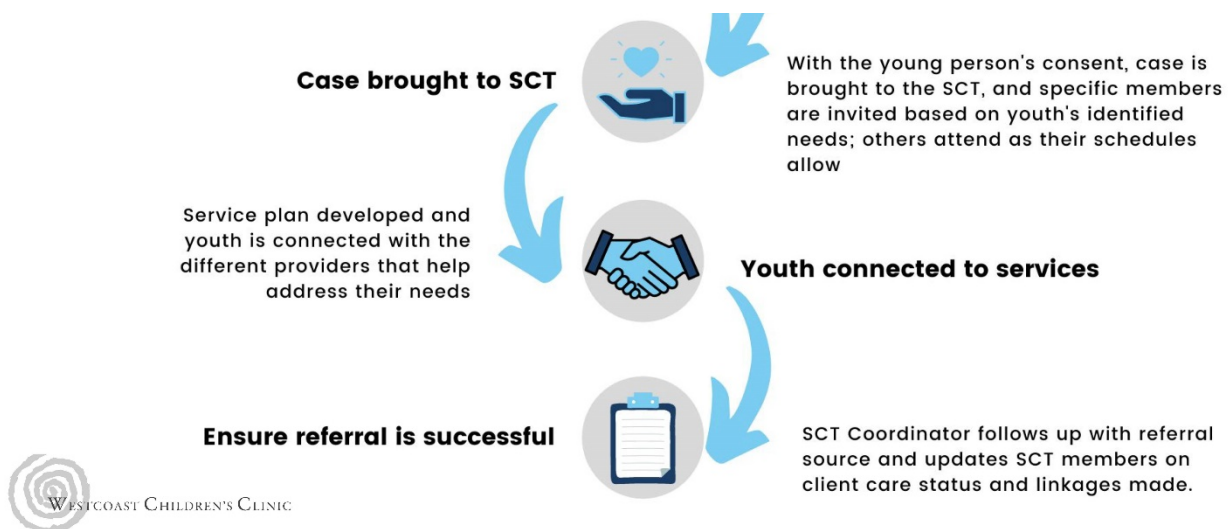 Case brought to SCT
With the young person's consent, case is
brought to the SCT, and specific members
are invited based on youth's identified
needs; others attend as their schedules
allow
Service plan developed and
youth is connected with the
different providers that help
address their needs
Youth connected to services
Ensure referral is successful
SCT Coordinator follows up with referral
source and updates SCT members on
client care status and linkages made.
WESTCOAST CHILDREN'S CLINIC